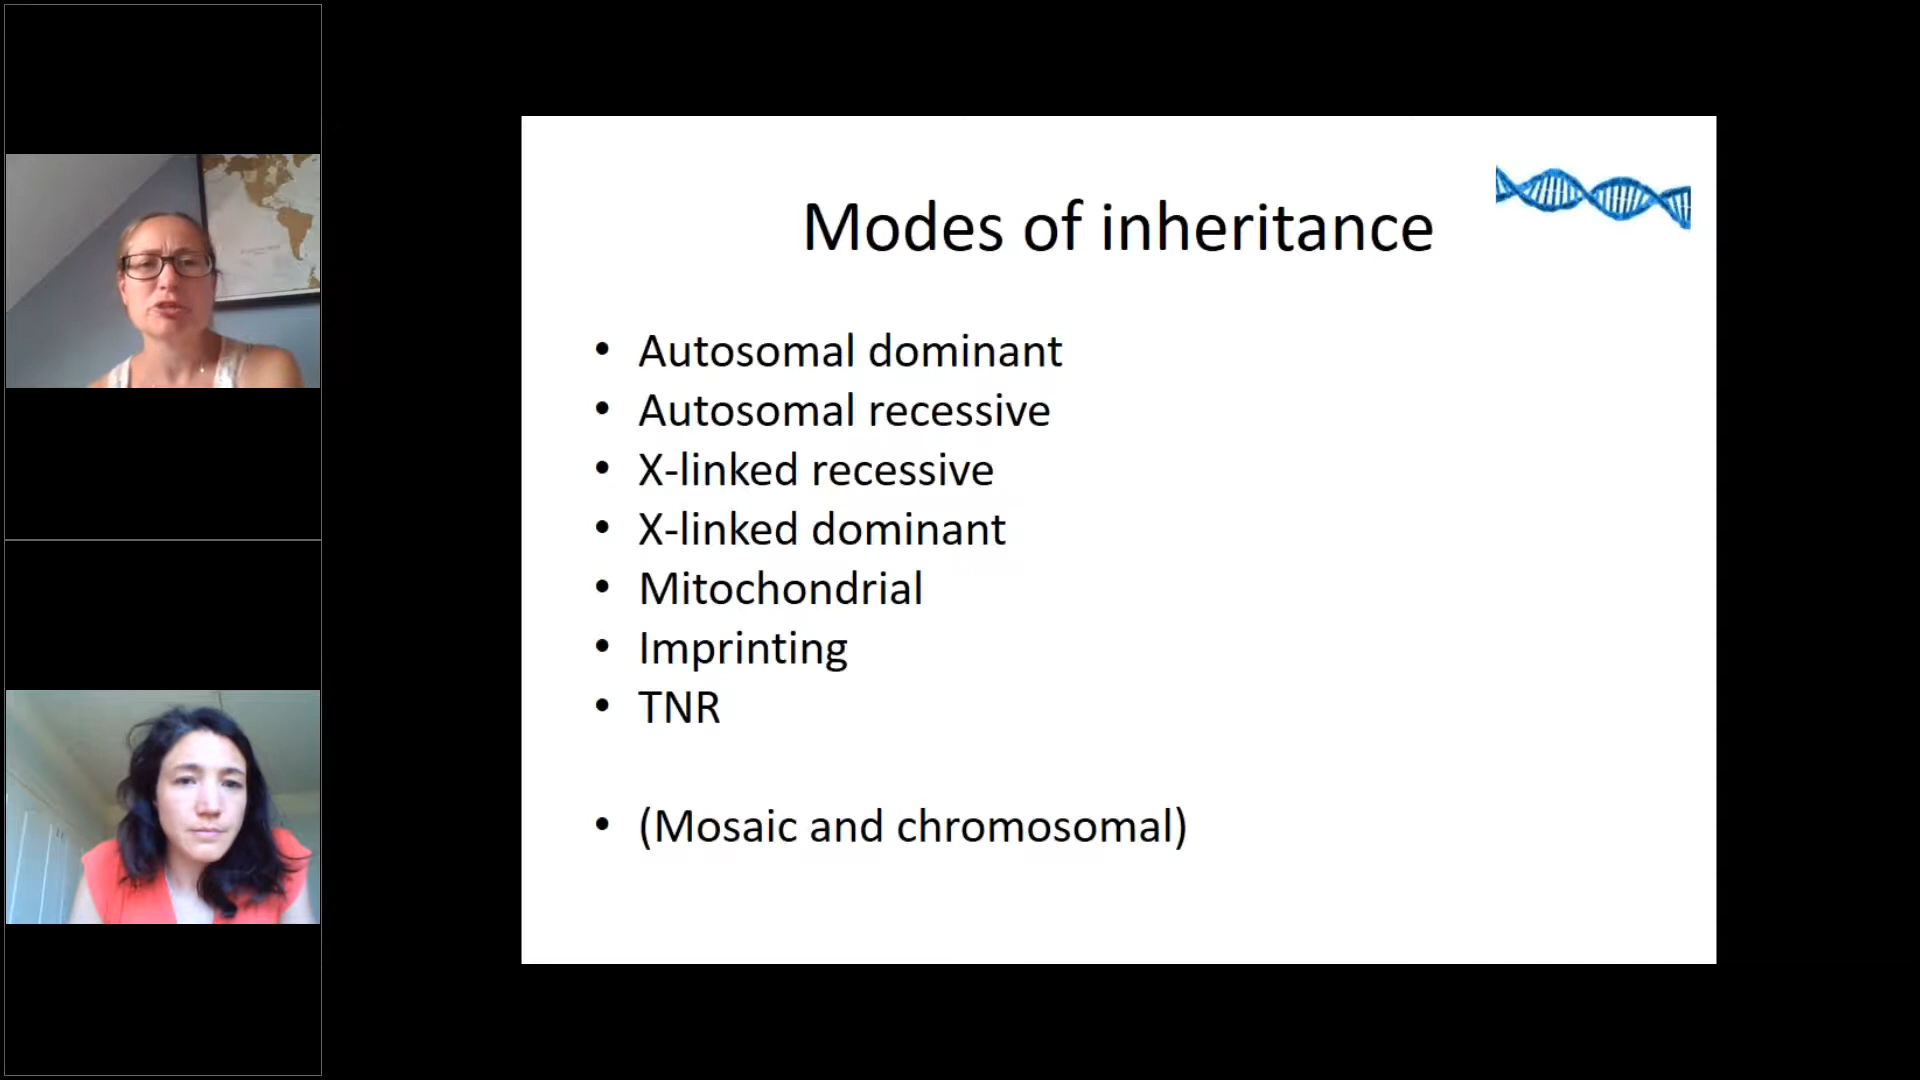 Modes of inheritance
• Autosomal dominant
• Autosomal recessive
• X-linked recessive
• X-linked dominant
• Mitochondrial
• Imprinting
• TNR
• (Mosaic and chromosomal)